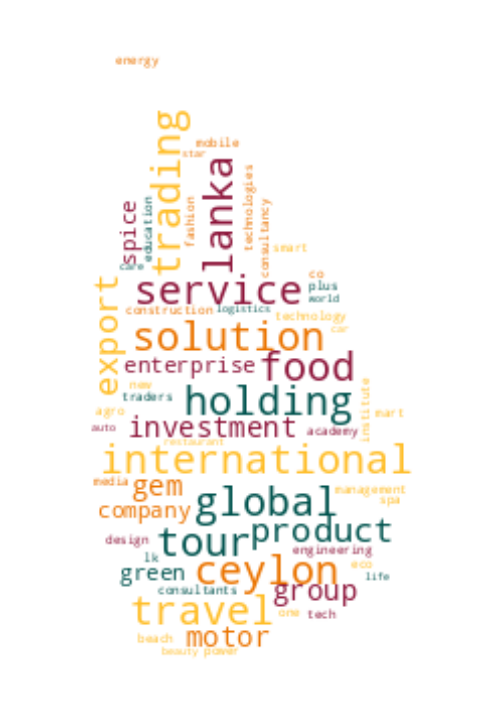 energy
trading
mobile
star
lanka
technologies
spice
education
fashion
consultancy
smart
care
service
co
plus
world
export
construction
logistics
technology
solution
car
enterprise
food
new
traders
holding
institute
agro
mart
auto
investment
academy
restaurant
international
media
gem
management
global
spa
company
product
tour
design
engineering
lk
green
ceylon
eco
life
consultants
group
travel
one
tech
motor
beach
beauty
power